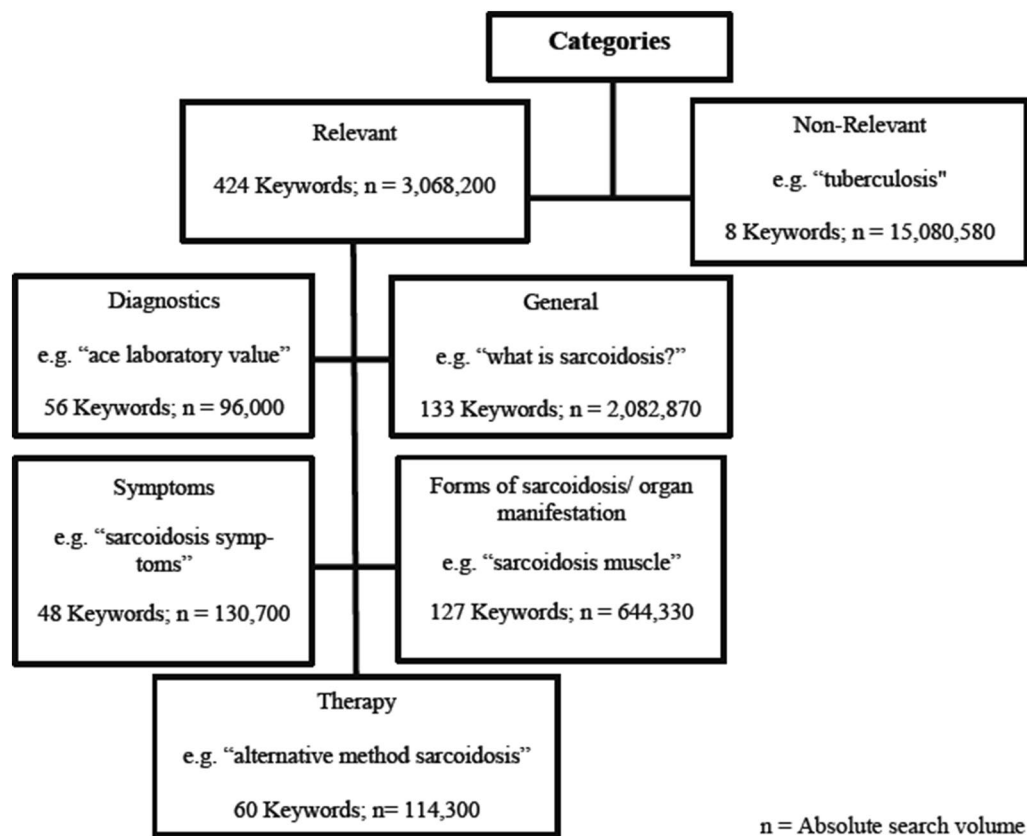 Categories
Relevant
424 Keywords; n = 3,068,200
Non-Relevant
e.g. “tuberculosis"
8 Keywords; n = 15,080,580
Diagnostics
e.g. “ace laboratory value”
56 Keywords; n = 96,000
General
e.g. “what is sarcoidosis?”
133 Keywords; n = 2,082,870
Symptoms
e.g. “sarcoidosis symp-
toms”
48 Keywords; n = 130,700
Forms of sarcoidosis/ organ
manifestation
e.g. “sarcoidosis muscle”
127 Keywords; n = 644,330
Therapy
e.g. “alternative method sarcoidosis”
60 Keywords; n= 114,300
n = Absolute search volume